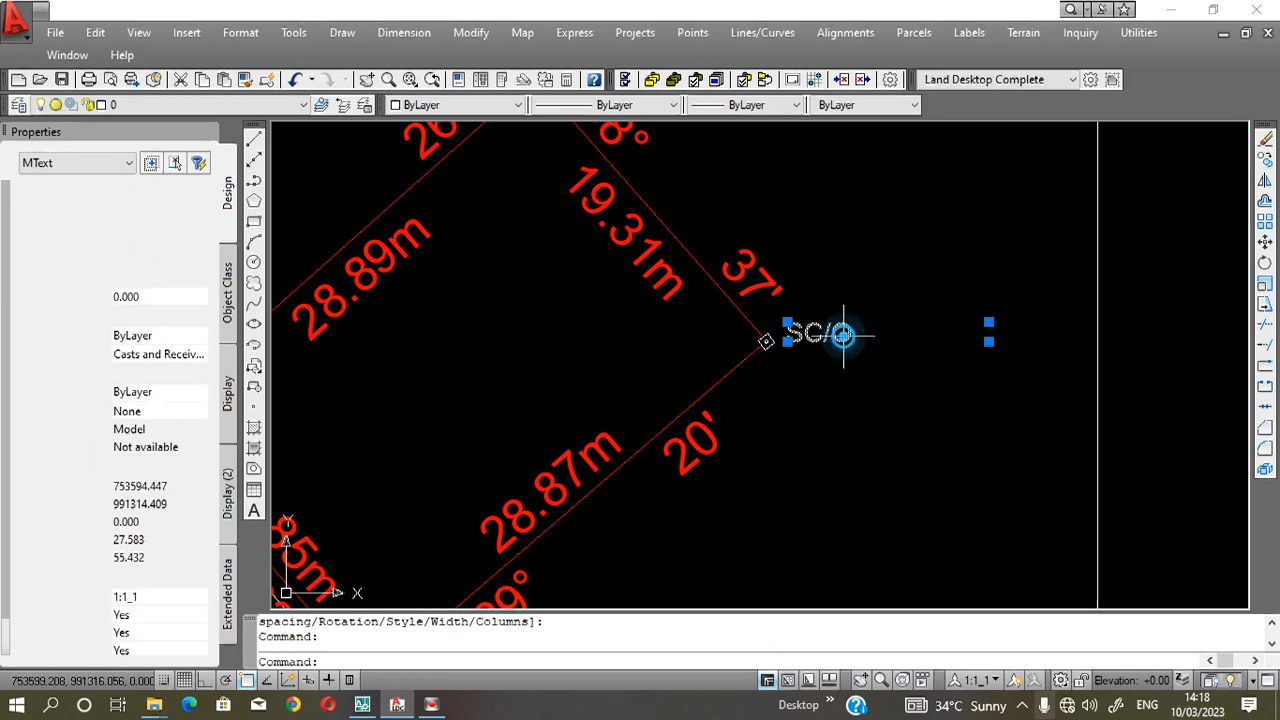 File Edit View Insert Format Tools Draw Dimension Modify Map Express Projects Points Lines/Curves Alignments Parcels Labels Terrain Inquiry Utilities
Window Help
Land Desktop Complete
0 ByLayer ByLayer ByLayer ByLayer
Properties
MText
Design
Object Class
Display
Display (2)
Extended Data
0.000
ByLayer
Casts and Receiv...
ByLayer
None
Model
Not available
753594.447
991314.409
0.000
27.583
55.432
1:1_1
Yes
Yes
Yes
28.89m
19.31m
37'
SC/
20'
28.87m
Y
X
spacing/Rotation/Style/Width/Columns]:
Command:
Command:
753599.208, 991316.056, 0.000
1:1_1
Elevation: +0.00
Desktop
34°C Sunny
ENG
14:18
10/03/2023